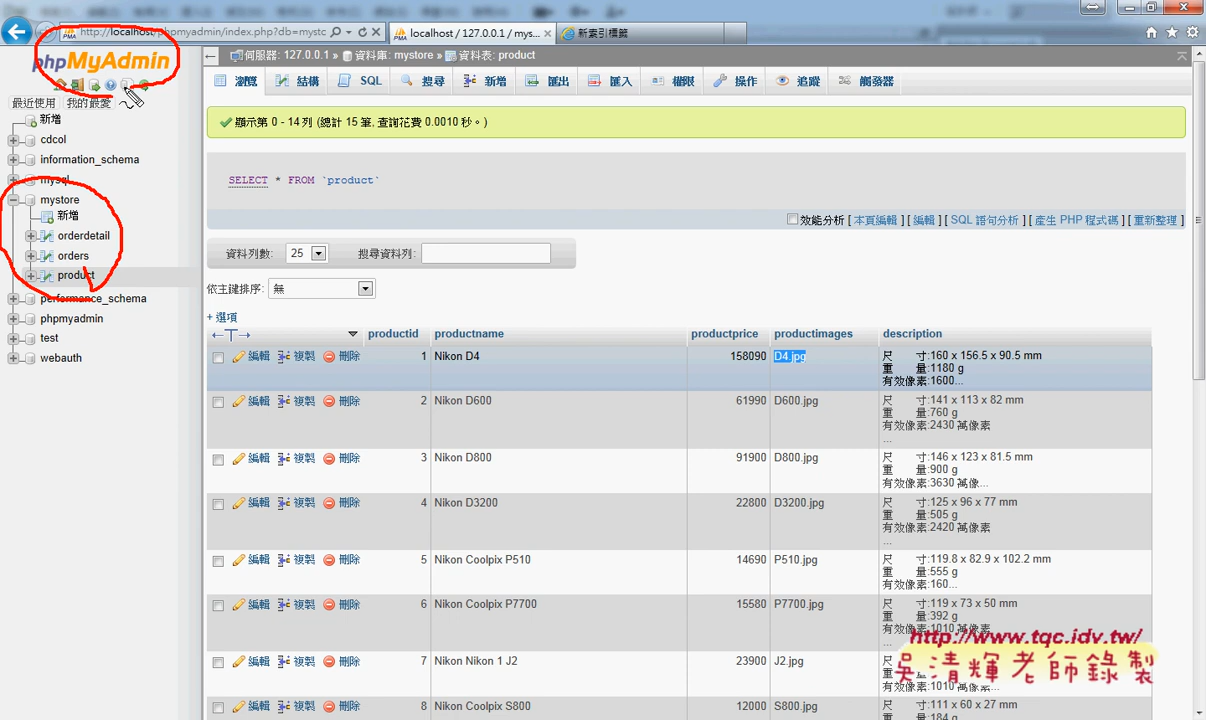 http://localhost/phpmyadmin/index.php?db=mystc
localhost / 127.0.0.1 / my...
新索引標籤
phpMyAdmin
最近使用 我的最愛
新增
cdcol
information_schema
mysql
mystore
新增
orderdetail
orders
product
performance_schema
phpmyadmin
test
webauth
伺服器: 127.0.0.1 » 資料庫: mystore » 資料表: product
瀏覽 結構 SQL 搜尋 新增 匯出 匯入 權限 操作 追蹤 觸發器
顯示第 0 - 14 列 (總計 15 筆, 查詢花費 0.0010 秒。)
SELECT * FROM `product`
效能分析 [ 本頁編輯 ] [ 編輯 ] [ SQL 語句分析 ] [ 產生 PHP 程式碼 ] [ 重新整理 ]
資料列數: 25 搜尋資料列:
依主鍵排序: 無
+ 選項
←T→ productid productname productprice productimages description
編輯 複製 刪除 1 Nikon D4 158090 D4.jpg 尺 寸:160 x 156.5 x 90.5 mm
重 量:1180 g
有效像素:1600...
編輯 複製 刪除 2 Nikon D600 61990 D600.jpg 尺 寸:141 x 113 x 82 mm
重 量:760 g
有效像素:2430 萬像素
...
編輯 複製 刪除 3 Nikon D800 91900 D800.jpg 尺 寸:146 x 123 x 81.5 mm
重 量:900 g
有效像素:3630 萬像...
編輯 複製 刪除 4 Nikon D3200 22800 D3200.jpg 尺 寸:125 x 96 x 77 mm
重 量:505 g
有效像素:2420 萬像素
...
編輯 複製 刪除 5 Nikon Coolpix P510 14690 P510.jpg 尺 寸:119.8 x 82.9 x 102.2 mm
重 量:555 g
有效像素:160...
編輯 複製 刪除 6 Nikon Coolpix P7700 15580 P7700.jpg 尺 寸:119 x 73 x 50 mm
重 量:392 g
有效像素:1010 萬像素
編輯 複製 刪除 7 Nikon Nikon 1 J2 23900 J2.jpg 尺
重
有效像素:1010 萬像素...
編輯 複製 刪除 8 Nikon Coolpix S800 12000 S800.jpg 尺 寸:111 x 60 x 27 mm
重 量:184 g
http://www.tqc.idv.tw/
吳清輝老師錄製